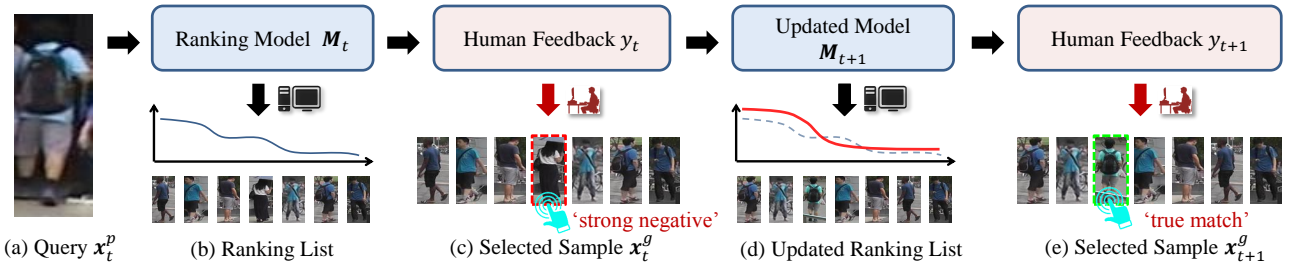 Ranking Model M_t
Human Feedback y_t
Updated Model
M_{t+1}
Human Feedback y_{t+1}
'strong negative'
'true match'
(a) Query x_t^p
(b) Ranking List
(c) Selected Sample x_t^g
(d) Updated Ranking List
(e) Selected Sample x_{t+1}^g